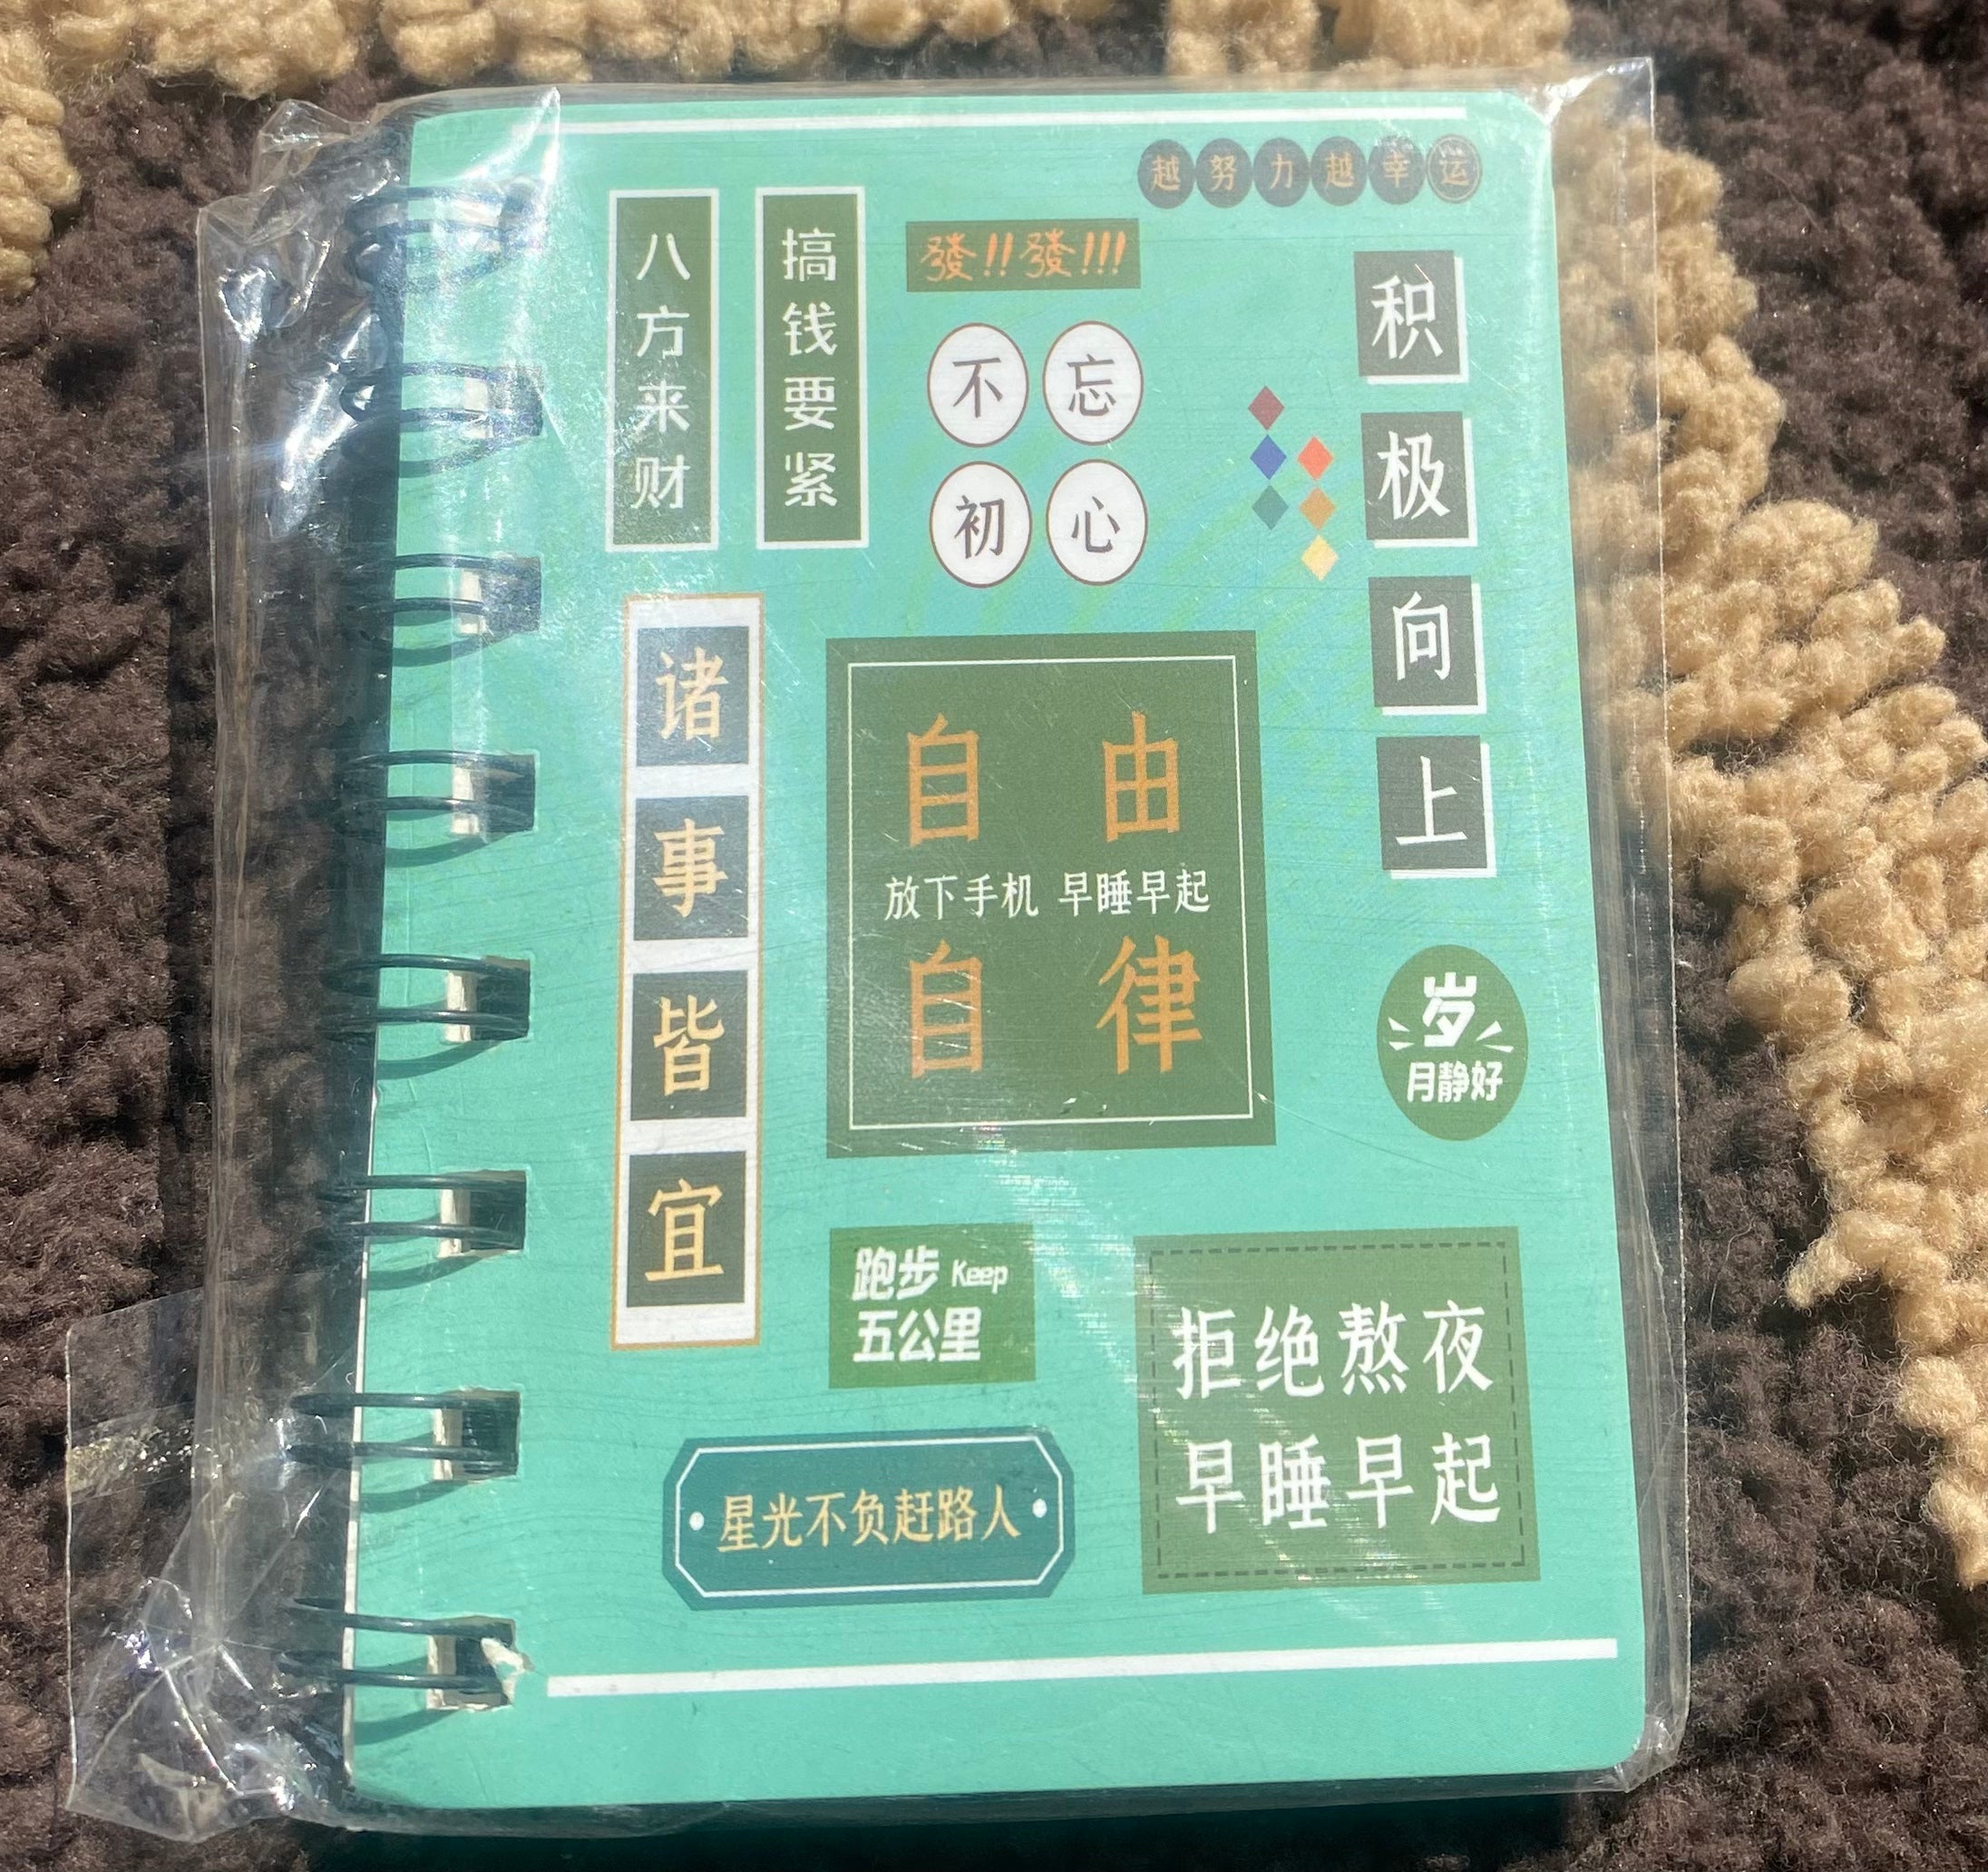 越努力越幸运
八方来财
搞钱要紧
發!!發!!!
不忘
初心
积极向上
诸事皆宜
自由
放下手机 早睡早起
自律
岁
月静好
跑步 Keep
五公里
拒绝熬夜
早睡早起
星光不负赶路人